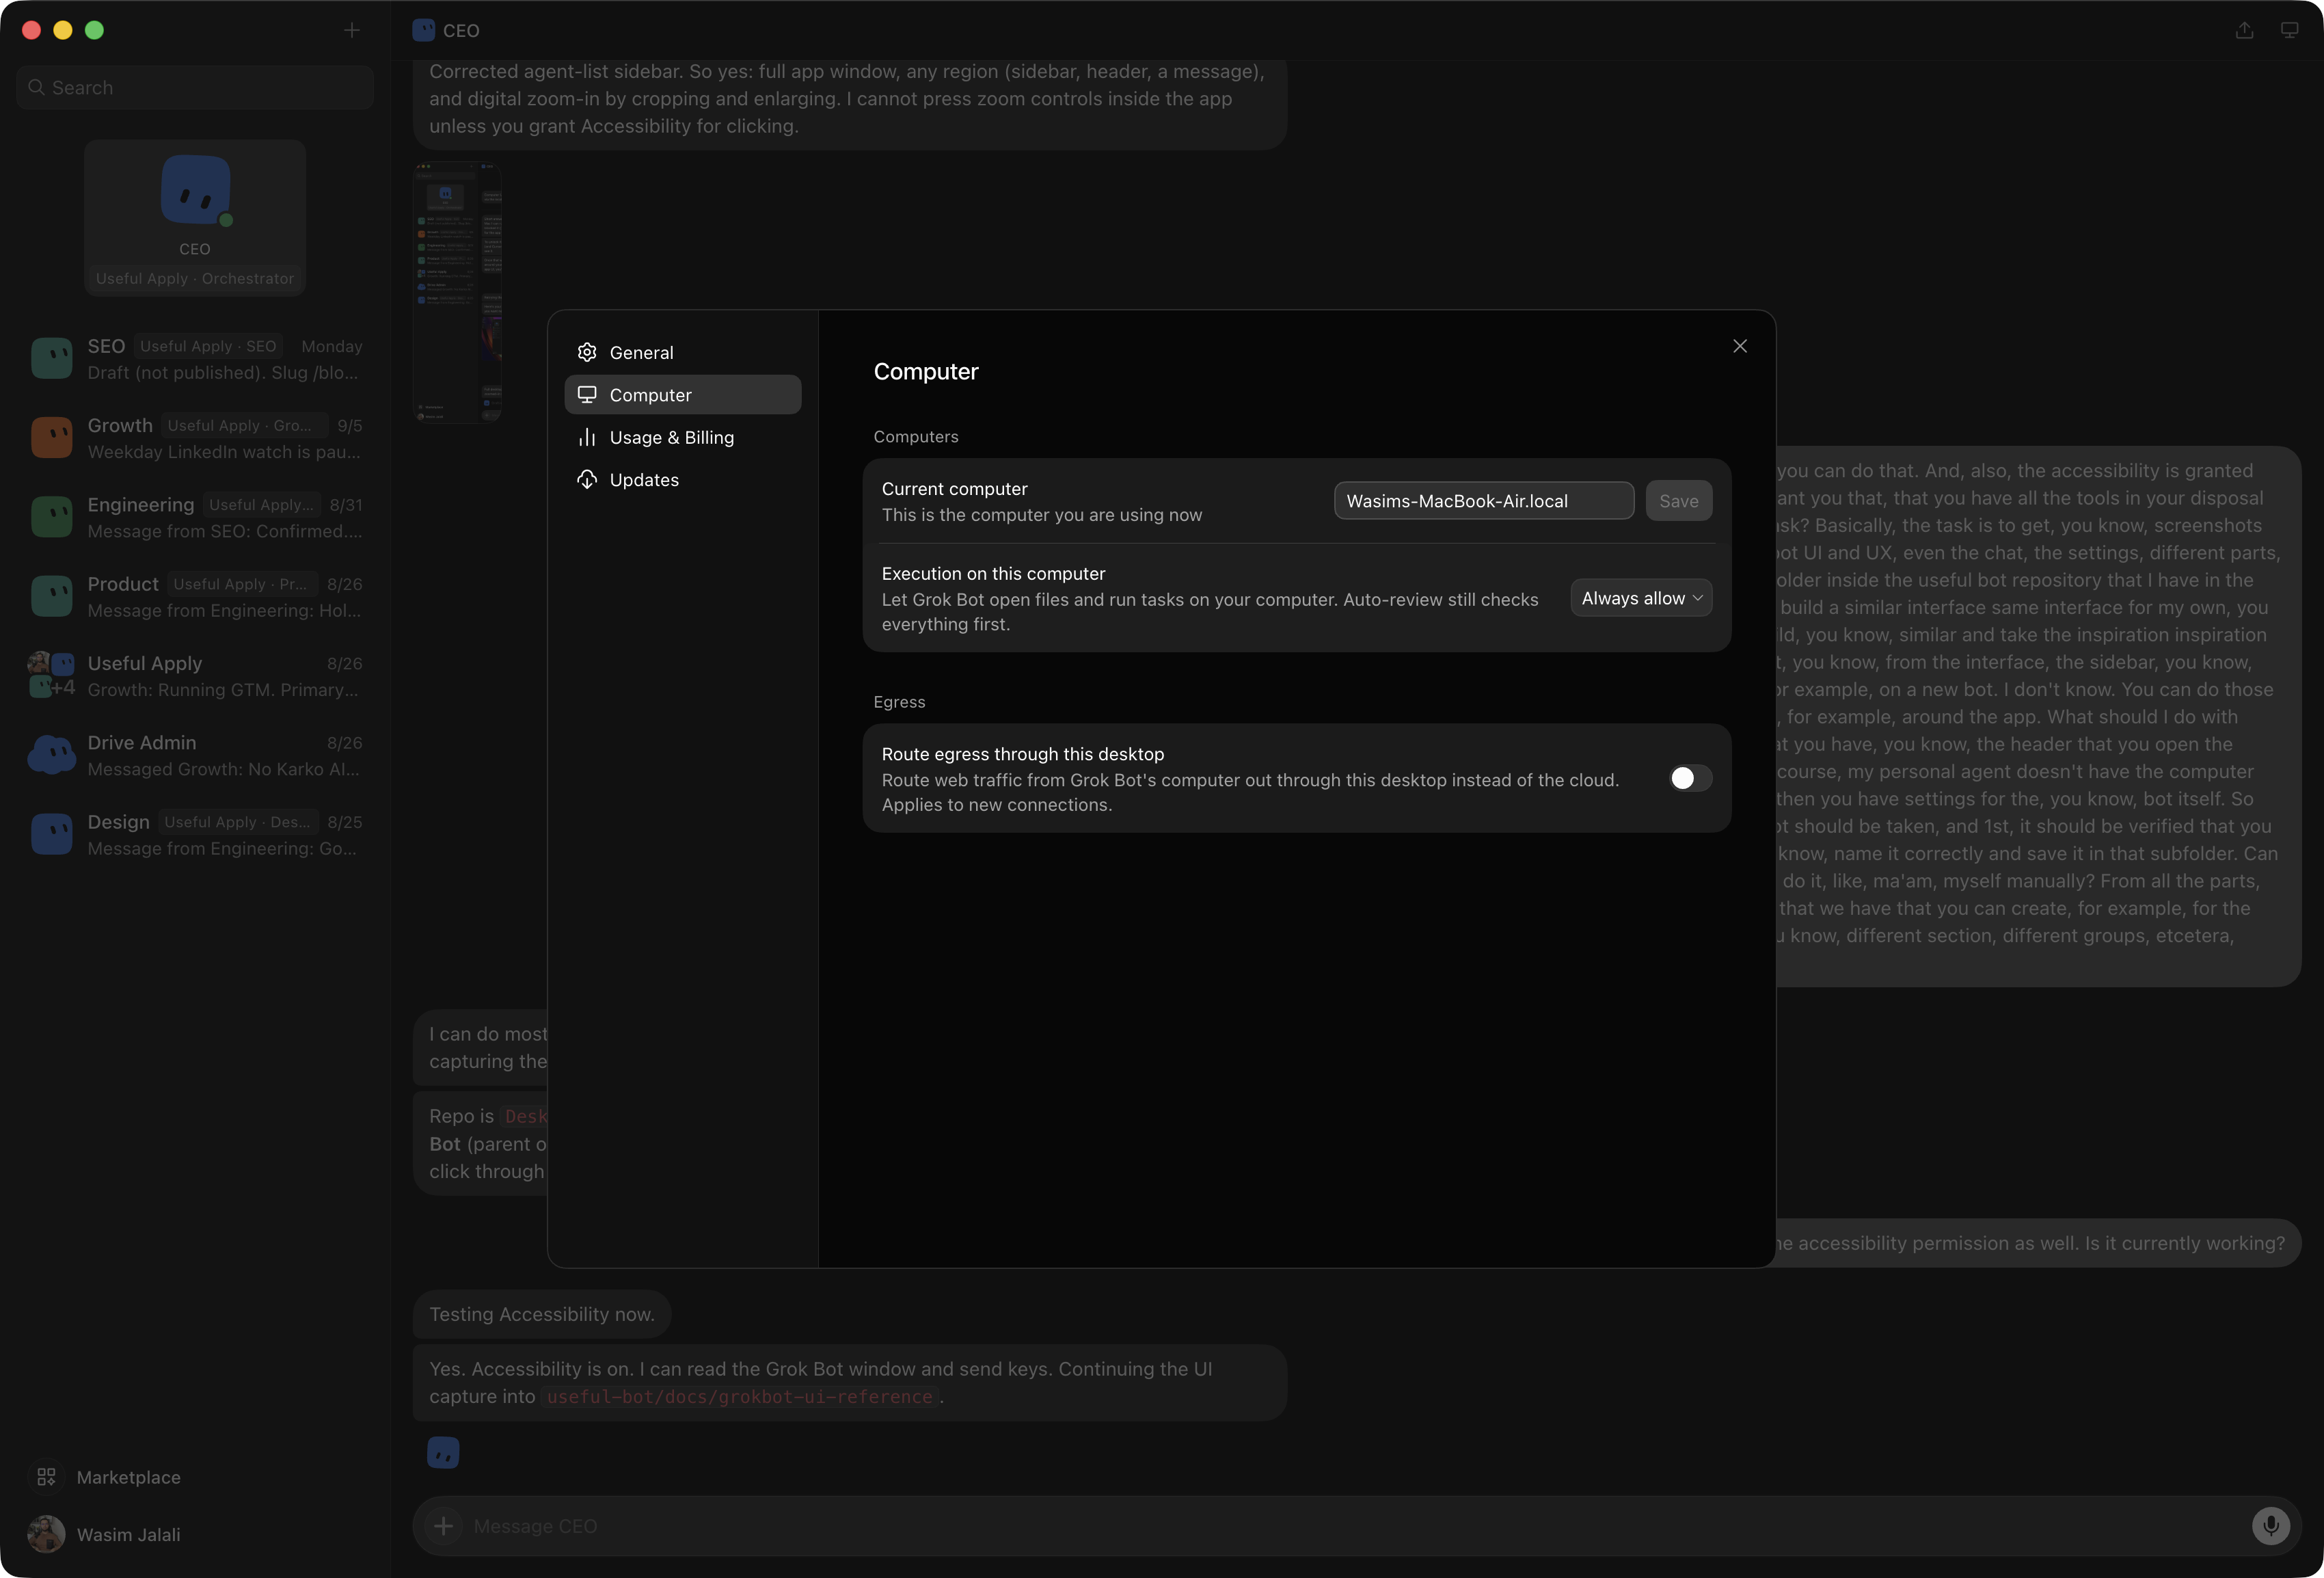 CEO
Search
CEO
Useful Apply · Orchestrator
SEO Useful Apply · SEO Monday
Draft (not published). Slug /blo...
Growth Useful Apply · Gro... 9/5
Weekday LinkedIn watch is pau...
Engineering Useful Apply... 8/31
Message from SEO: Confirmed....
Product Useful Apply · Pr... 8/26
Message from Engineering: Hol...
+4
Useful Apply 8/26
Growth: Running GTM. Primary...
Drive Admin 8/26
Messaged Growth: No Karko AI...
Design Useful Apply · Des... 8/25
Message from Engineering: Go...
Marketplace
Wasim Jalali
Corrected agent-list sidebar. So yes: full app window, any region (sidebar, header, a message),
and digital zoom-in by cropping and enlarging. I cannot press zoom controls inside the app
unless you grant Accessibility for clicking.
General
Computer
Usage & Billing
Updates
Computer
Computers
Current computer
This is the computer you are using now
Wasims-MacBook-Air.local
Save
Execution on this computer
Let Grok Bot open files and run tasks on your computer. Auto-review still checks
everything first.
Always allow
Egress
Route egress through this desktop
Route web traffic from Grok Bot's computer out through this desktop instead of the cloud.
Applies to new connections.
you can do that. And, also, the accessibility is granted
ant you that, that you have all the tools in your disposal
sk? Basically, the task is to get, you know, screenshots
ot UI and UX, even the chat, the settings, different parts,
older inside the useful bot repository that I have in the
build a similar interface same interface for my own, you
ld, you know, similar and take the inspiration inspiration
t, you know, from the interface, the sidebar, you know,
or example, on a new bot. I don't know. You can do those
, for example, around the app. What should I do with
at you have, you know, the header that you open the
course, my personal agent doesn't have the computer
then you have settings for the, you know, bot itself. So
ot should be taken, and 1st, it should be verified that you
know, name it correctly and save it in that subfolder. Can
do it, like, ma'am, myself manually? From all the parts,
that we have that you can create, for example, for the
u know, different section, different groups, etcetera,
I can do most
capturing the
Repo is Desk
Bot (parent o
click through
e accessibility permission as well. Is it currently working?
Testing Accessibility now.
Yes. Accessibility is on. I can read the Grok Bot window and send keys. Continuing the UI
capture into useful-bot/docs/grokbot-ui-reference.
Message CEO